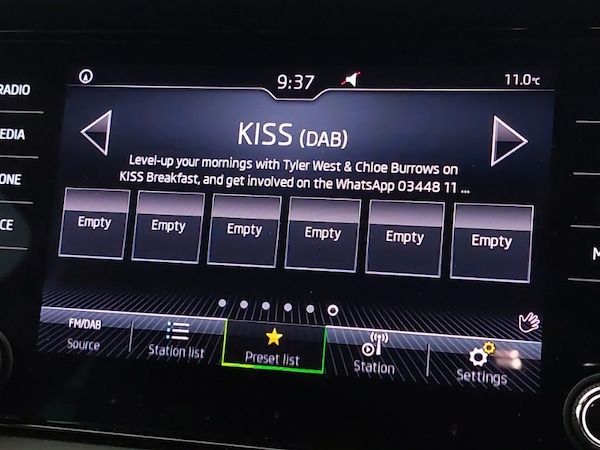 RADIO
EDIA
ONE
CE
9:37
11.0°C
KISS (DAB)
Level-up your mornings with Tyler West & Chloe Burrows on
KISS Breakfast, and get involved on the WhatsApp 03448 11 ...
Empty Empty Empty Empty Empty Empty
FM/DAB
Source
Station list
Preset list
Station
Settings
M